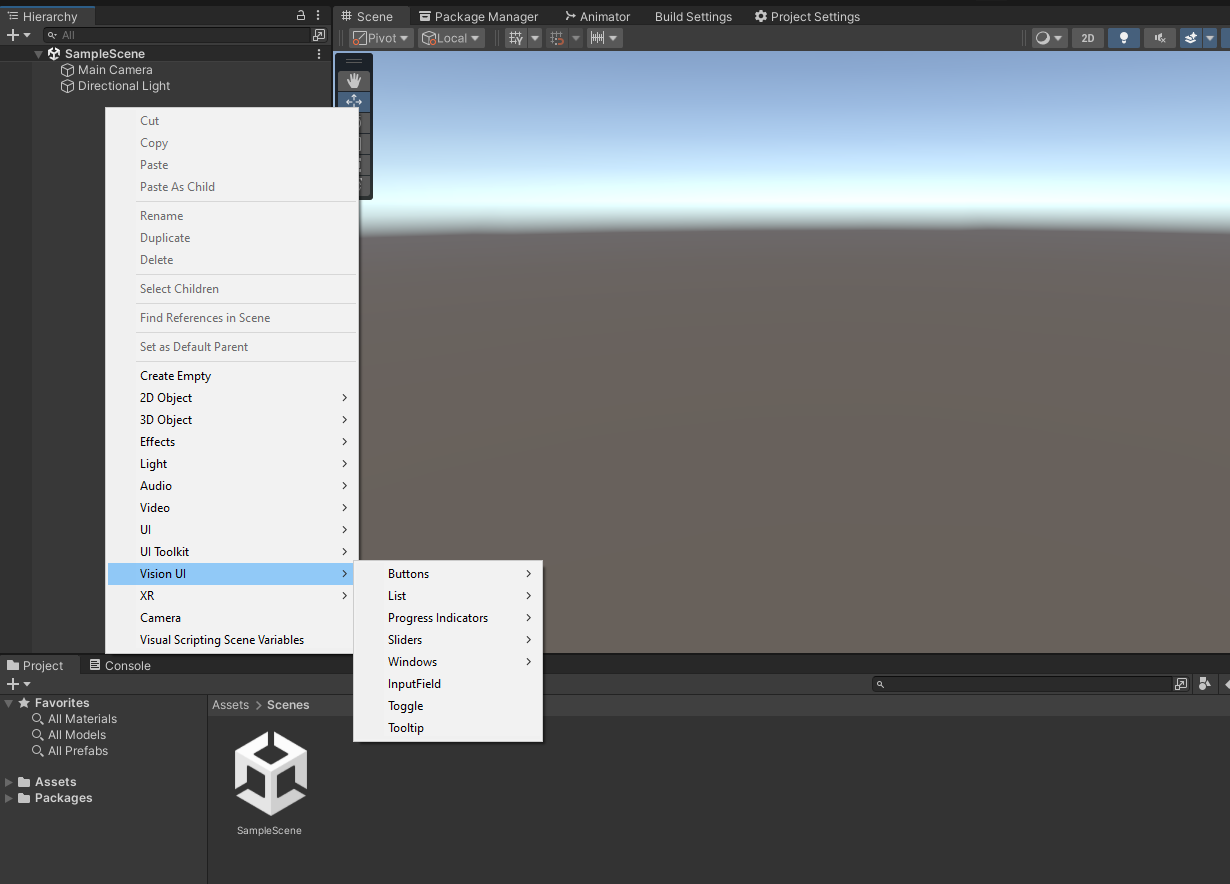 Hierarchy
Scene
Package Manager
Animator
Build Settings
Project Settings
All
Pivot
Local
2D
SampleScene
Main Camera
Directional Light
Cut
Copy
Paste
Paste As Child
Rename
Duplicate
Delete
Select Children
Find References in Scene
Set as Default Parent
Create Empty
2D Object
3D Object
Effects
Light
Audio
Video
UI
UI Toolkit
Vision UI
XR
Camera
Visual Scripting Scene Variables
Buttons
List
Progress Indicators
Sliders
Windows
InputField
Toggle
Tooltip
Project
Console
Favorites
All Materials
All Models
All Prefabs
Assets
Packages
Assets > Scenes
SampleScene